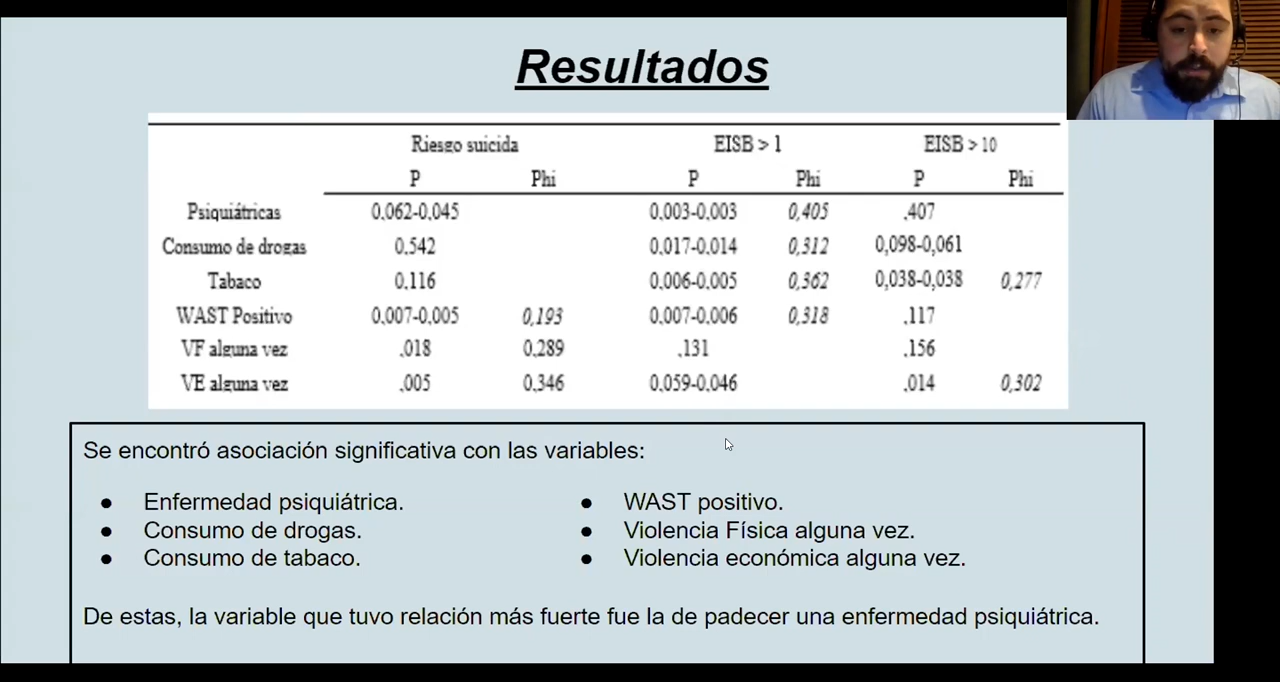 Resultados
Riesgo suicida EISB > 1 EISB > 10
P Phi P Phi P Phi
Psiquiátricas 0,062-0,045 0,003-0,003 0,405 .407
Consumo de drogas 0,542 0,017-0,014 0,312 0,098-0,061
Tabaco 0,116 0,006-0,005 0,362 0,038-0,038 0,277
WAST Positivo 0,007-0,005 0,193 0,007-0,006 0,318 .117
VF alguna vez .018 0,289 .131 .156
VE alguna vez .005 0,346 0,059-0,046 .014 0,302
Se encontró asociación significativa con las variables:
● Enfermedad psiquiátrica. ● WAST positivo.
● Consumo de drogas. ● Violencia Física alguna vez.
● Consumo de tabaco. ● Violencia económica alguna vez.
De estas, la variable que tuvo relación más fuerte fue la de padecer una enfermedad psiquiátrica.